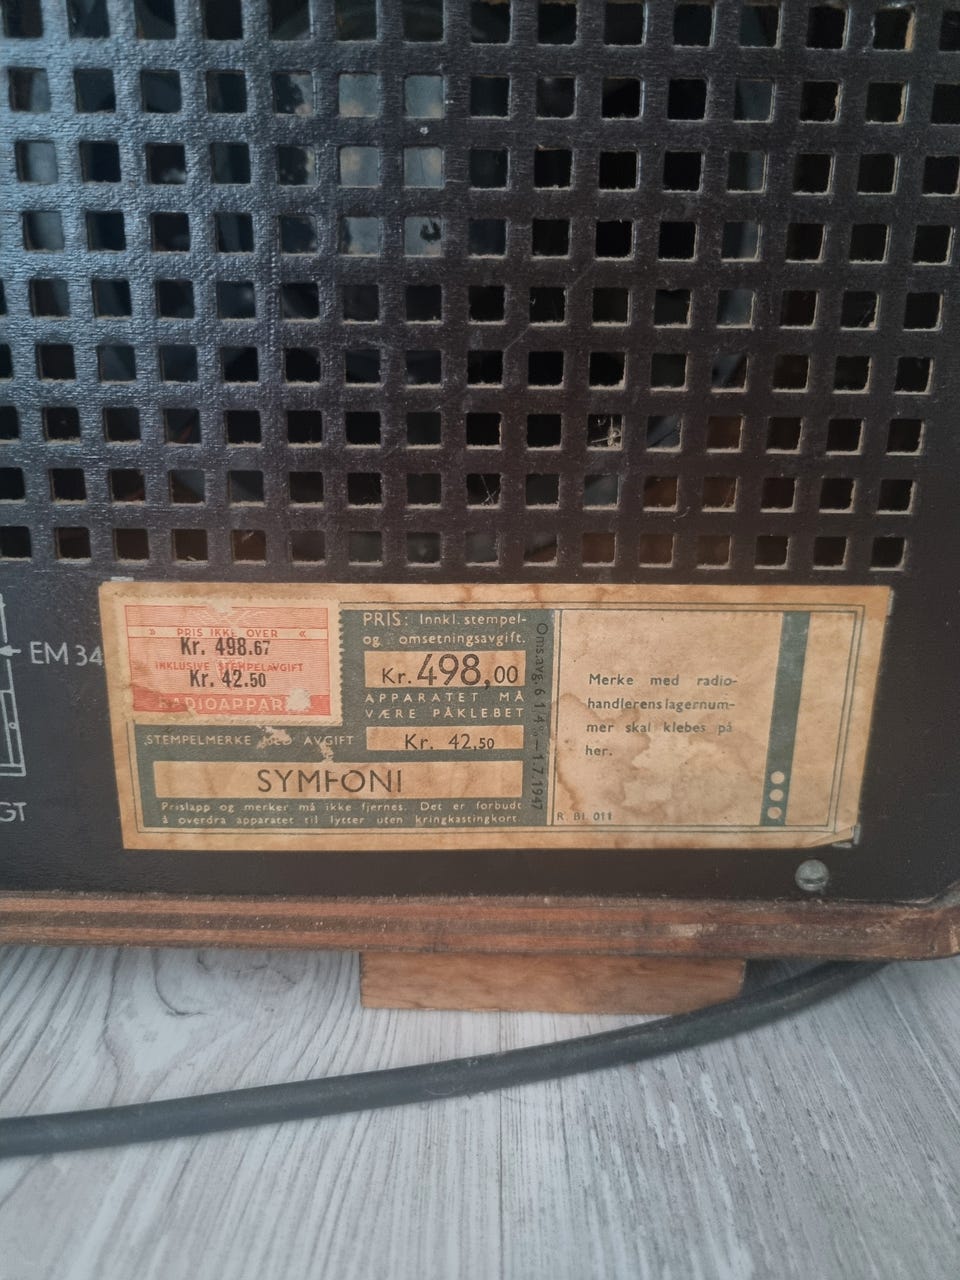 EM 34
GT
» PRIS IKKE OVER «
Kr. 498.67
INKLUSIVE STEMPELAVGIFT
Kr. 42.50
RADIOAPPAR
PRIS: Innkl. stempel-
og omsetningsavgift.
Kr. 498,00
APPARATET MÅ
VÆRE PÅKLEBET
STEMPELMERKE MED AVGIFT
Kr. 42,50
SYMFONI
Prislapp og merker må ikke fjernes. Det er forbudt
å overdra apparatet til lytter uten kringkastingkort.
Oms.avg. 6 1/4 % — 1.7.1947
Merke med radio-
handlerens lagernum-
mer skal klebes på
her.
R. Bl. 011